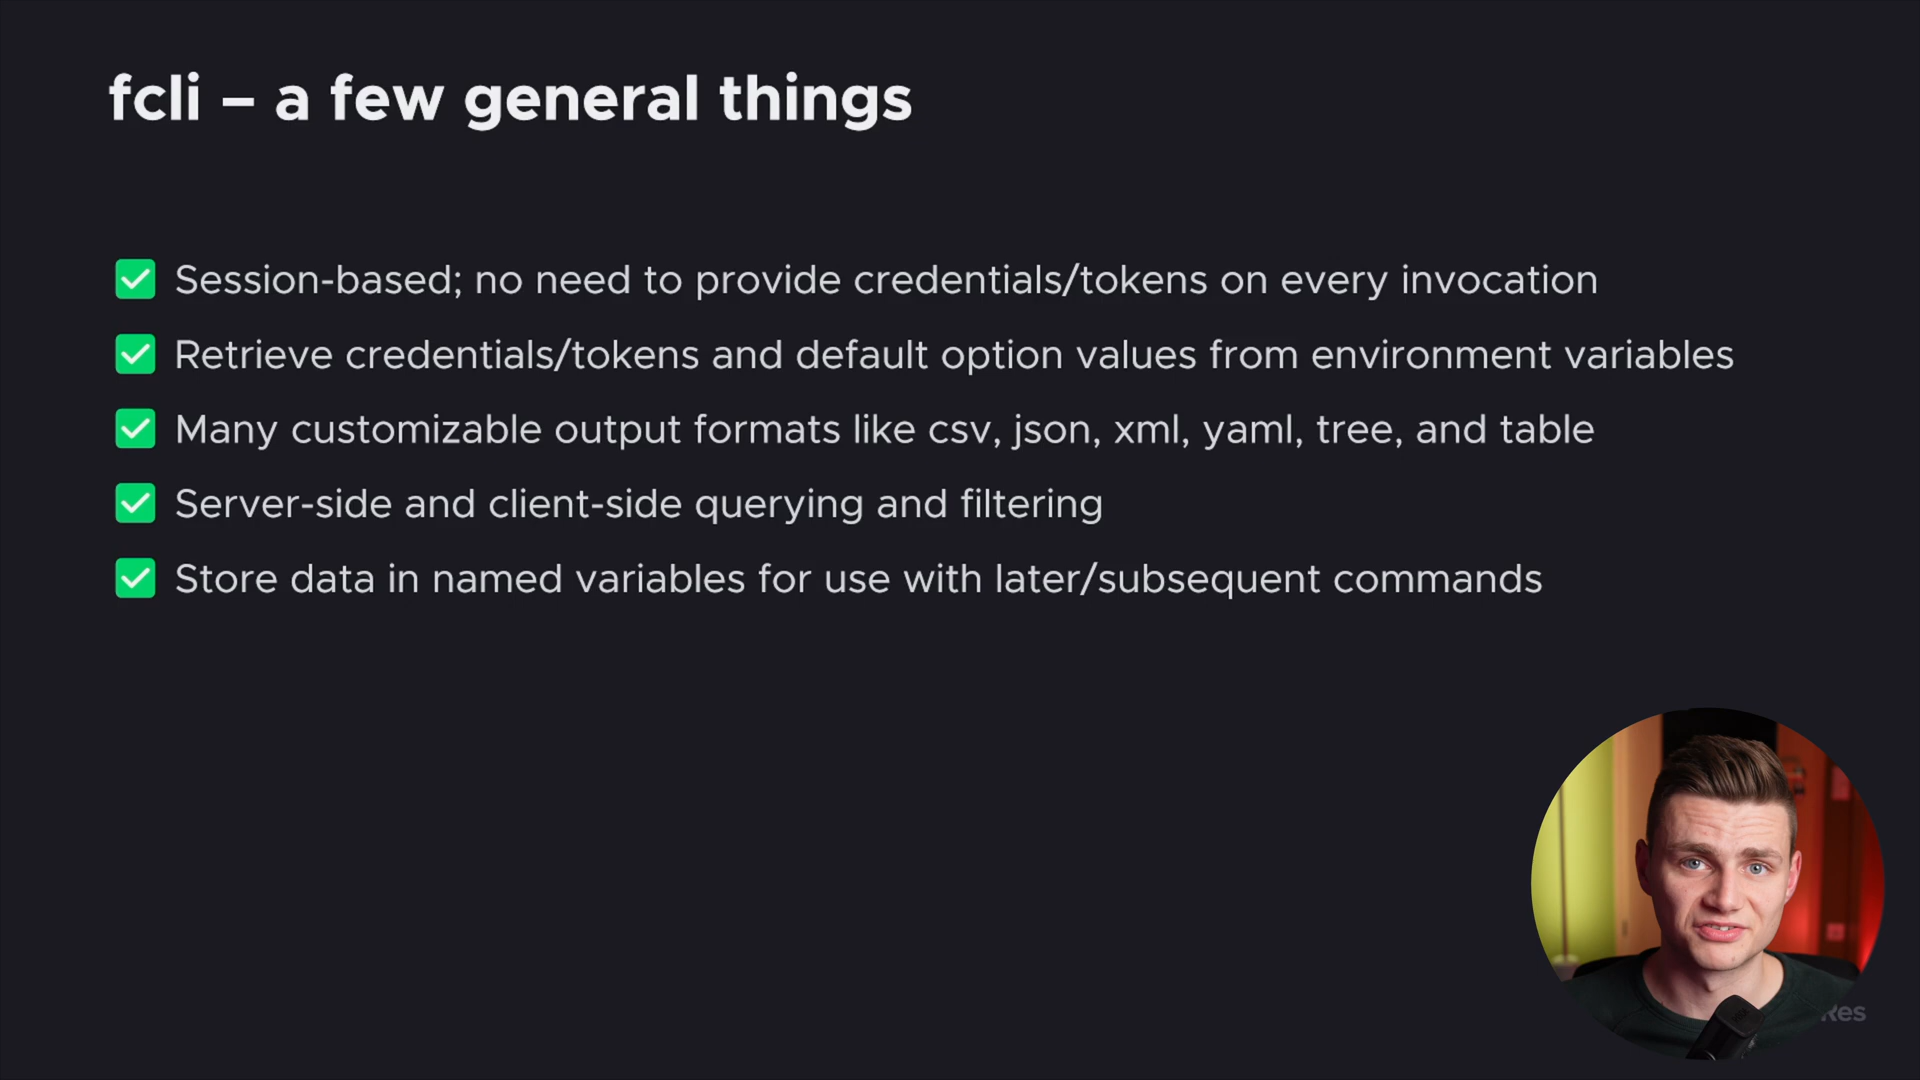 fcli – a few general things
Session-based; no need to provide credentials/tokens on every invocation
Retrieve credentials/tokens and default option values from environment variables
Many customizable output formats like csv, json, xml, yaml, tree, and table
Server-side and client-side querying and filtering
Store data in named variables for use with later/subsequent commands